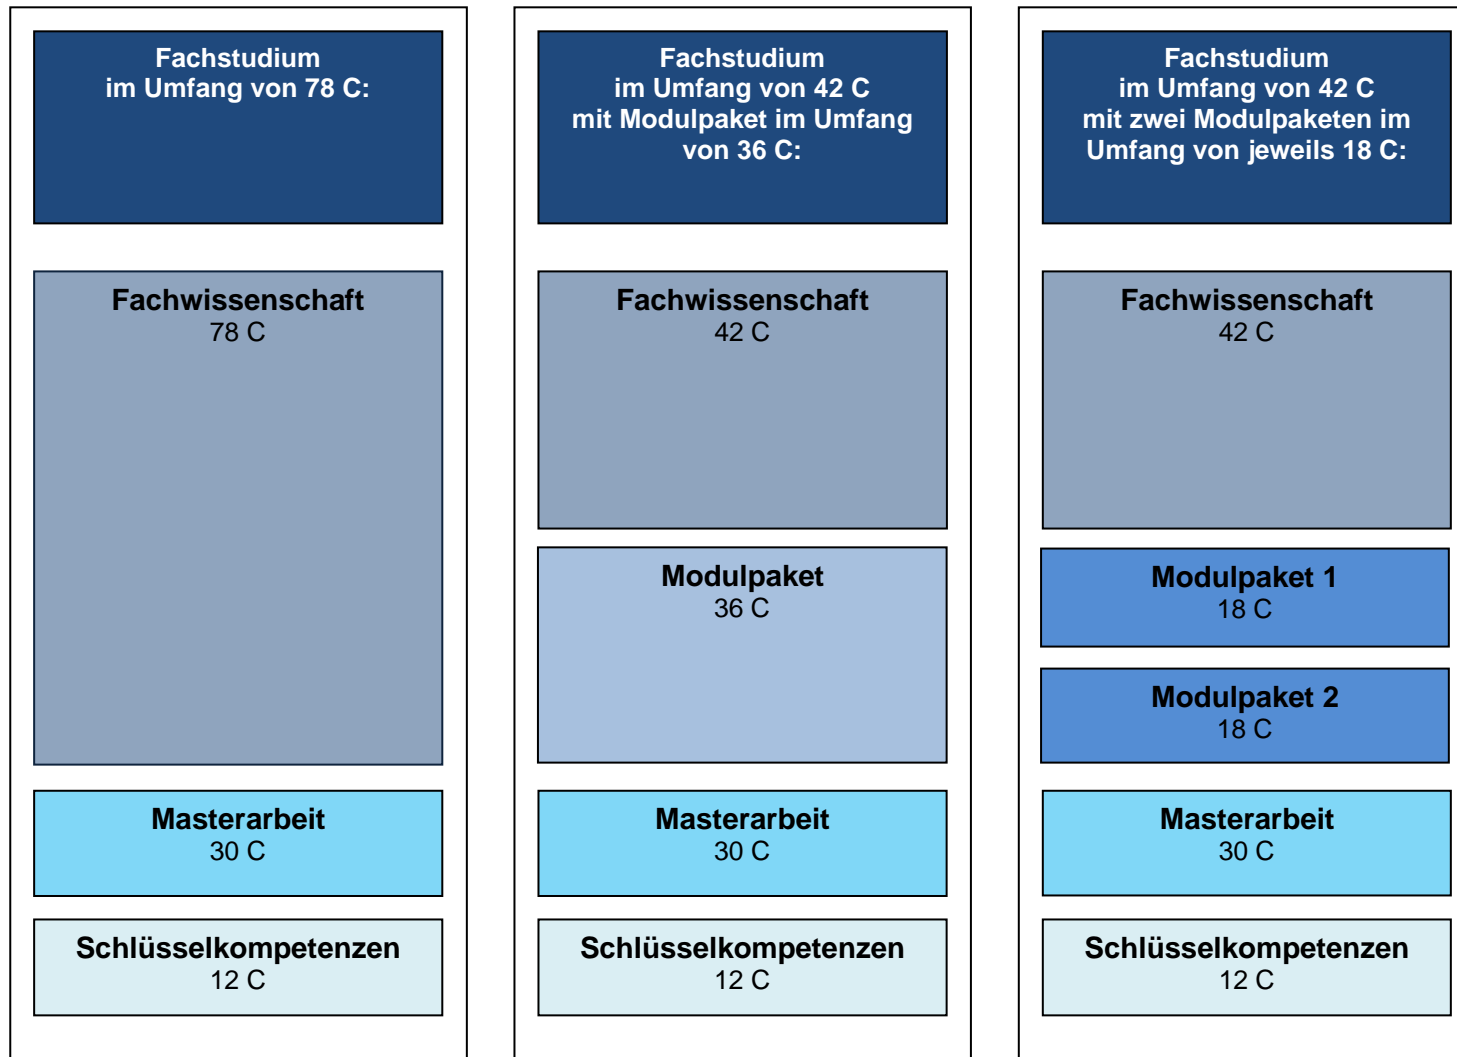 Fachstudium
im Umfang von 78 C:
Fachwissenschaft
78 C
Masterarbeit
30 C
Schlüsselkompetenzen
12 C
Fachstudium
im Umfang von 42 C
mit Modulpaket im Umfang
von 36 C:
Fachwissenschaft
42 C
Modulpaket
36 C
Masterarbeit
30 C
Schlüsselkompetenzen
12 C
Fachstudium
im Umfang von 42 C
mit zwei Modulpaketen im
Umfang von jeweils 18 C:
Fachwissenschaft
42 C
Modulpaket 1
18 C
Modulpaket 2
18 C
Masterarbeit
30 C
Schlüsselkompetenzen
12 C